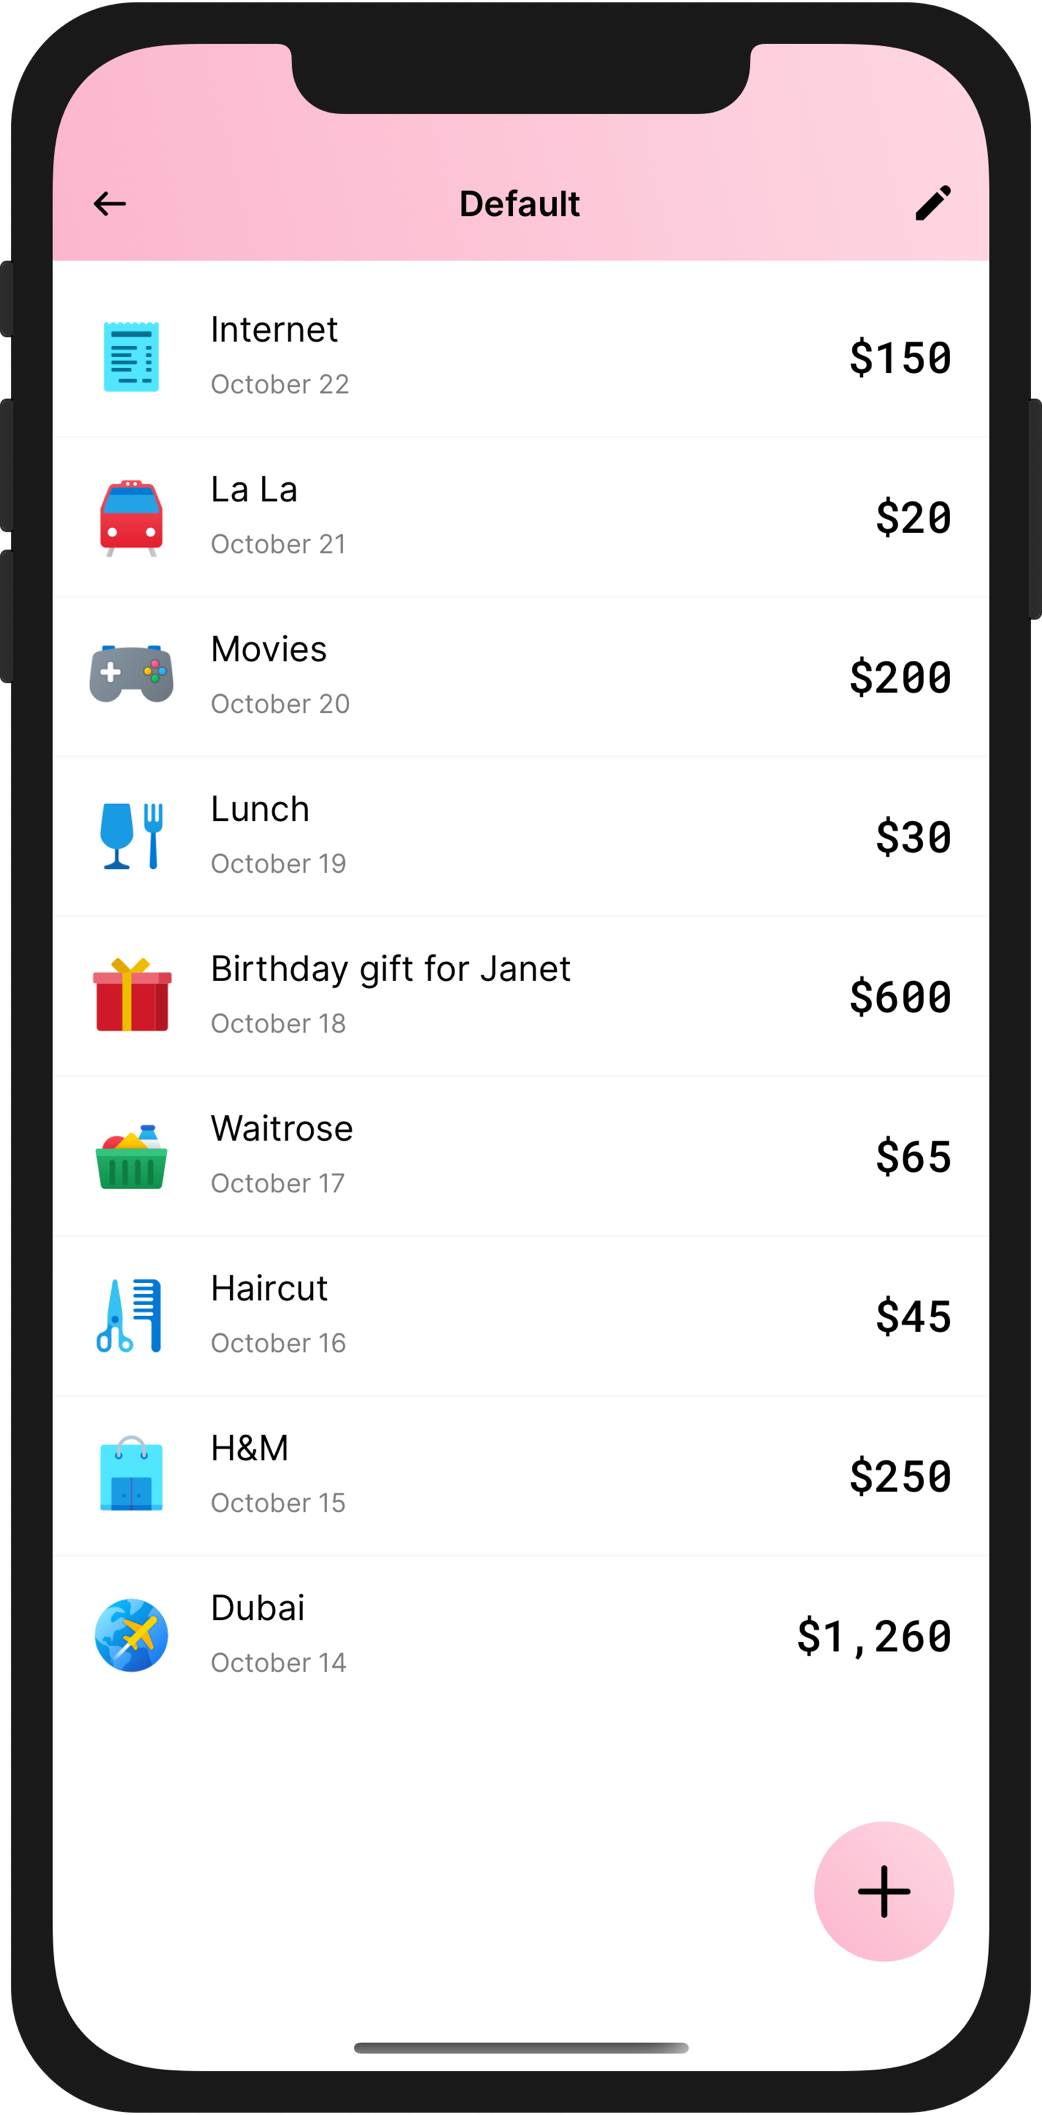 Default
Internet
October 22
$150
La La
October 21
$20
Movies
October 20
$200
Lunch
October 19
$30
Birthday gift for Janet
October 18
$600
Waitrose
October 17
$65
Haircut
October 16
$45
H&M
October 15
$250
Dubai
October 14
$1,260